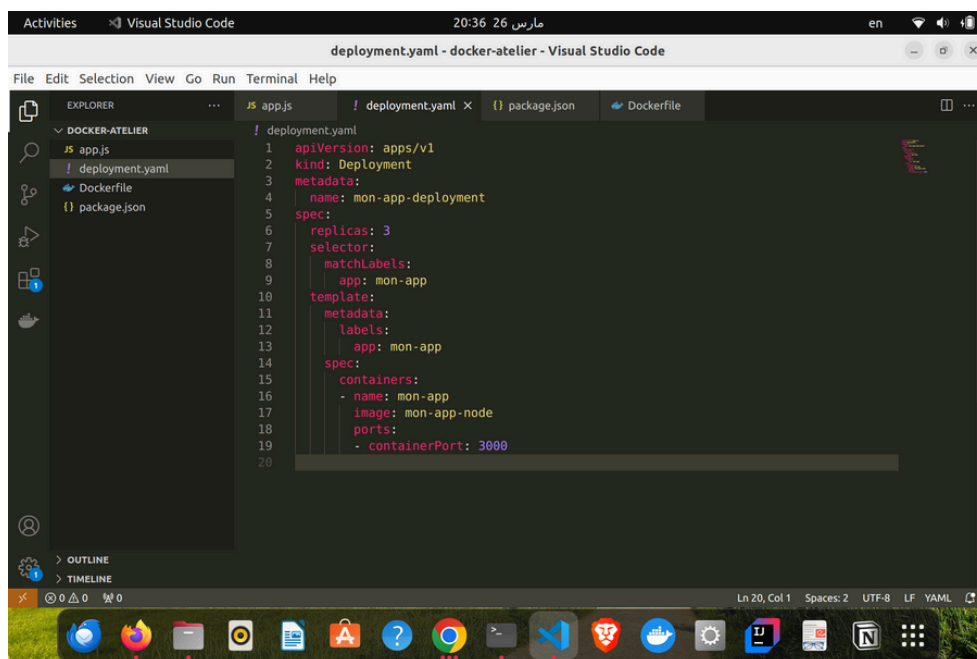 Activities Visual Studio Code 20:36 26 مارس en
deployment.yaml - docker-atelier - Visual Studio Code
File Edit Selection View Go Run Terminal Help
EXPLORER ... JS app.js ! deployment.yaml × {} package.json Dockerfile ...
DOCKER-ATELIER
JS app.js
! deployment.yaml
Dockerfile
{} package.json
! deployment.yaml
1 apiVersion: apps/v1
2 kind: Deployment
3 metadata:
4   name: mon-app-deployment
5 spec:
6   replicas: 3
7   selector:
8     matchLabels:
9       app: mon-app
10   template:
11     metadata:
12       labels:
13         app: mon-app
14     spec:
15       containers:
16       - name: mon-app
17         image: mon-app-node
18         ports:
19         - containerPort: 3000
20
1
OUTLINE
1
TIMELINE
0 0 0 Ln 20, Col 1 Spaces: 2 UTF-8 LF YAML